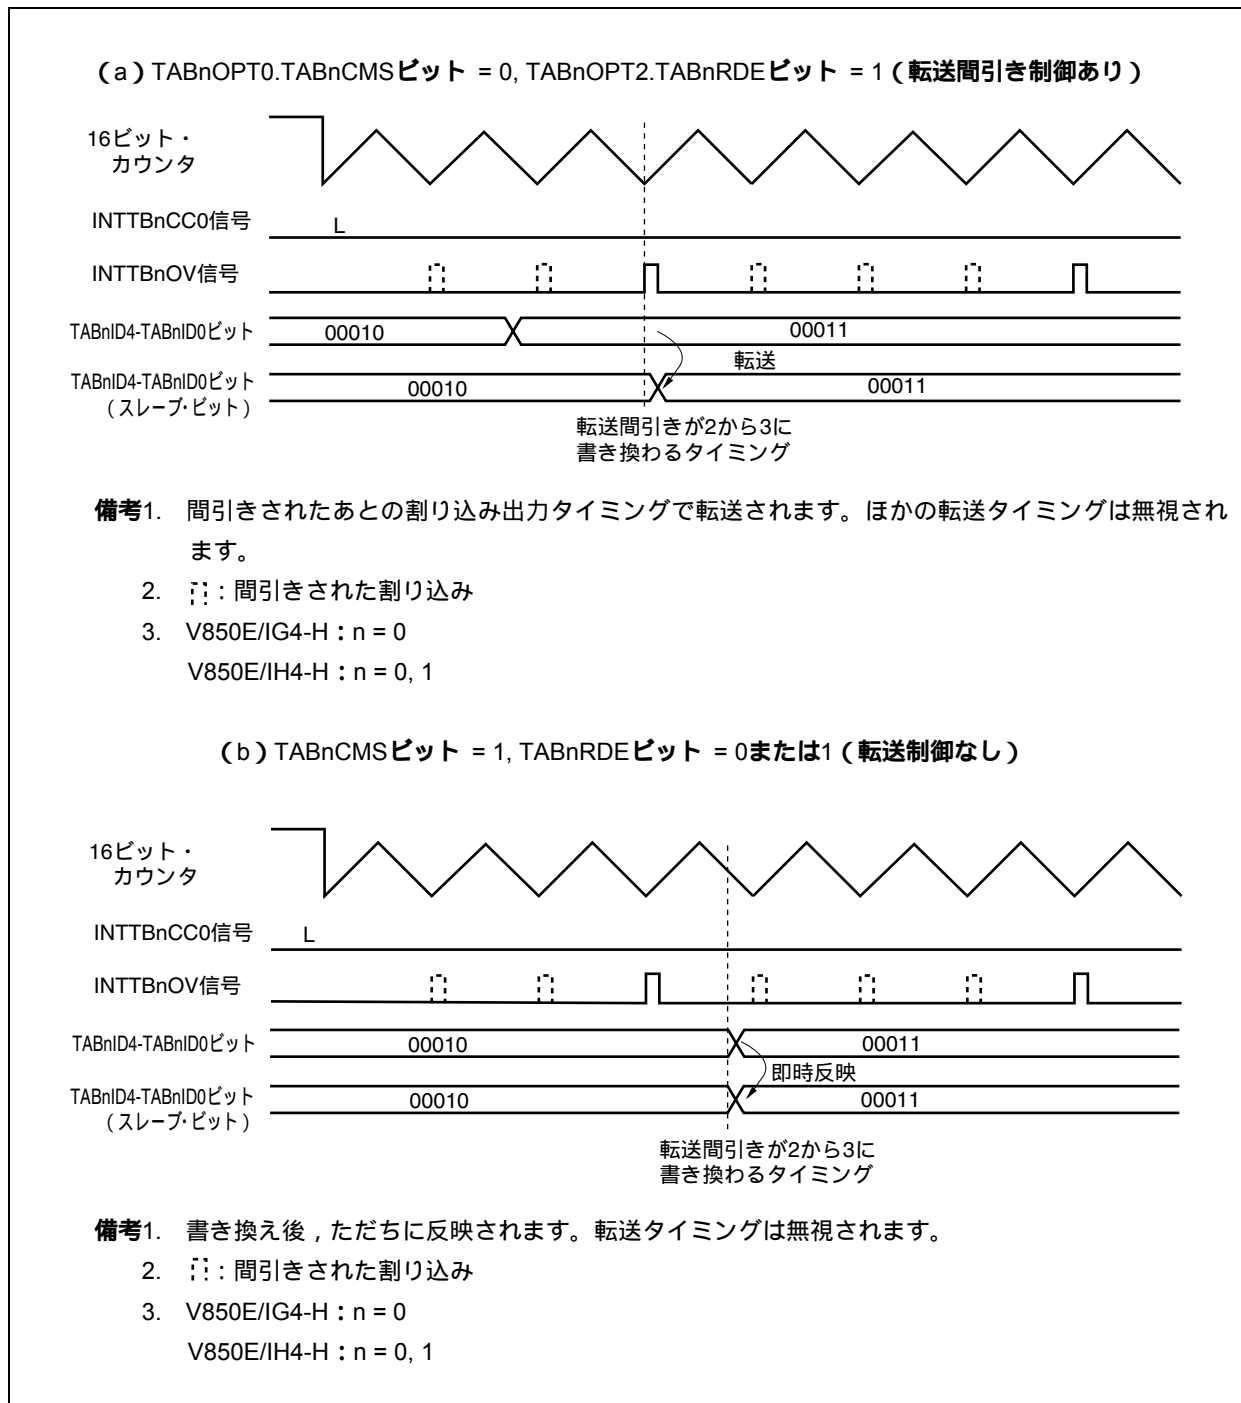 （a）TABnOPT0.TABnCMSビット = 0, TABnOPT2.TABnRDEビット = 1（転送間引き制御あり）
16ビット・
カウンタ
INTTBnCC0信号
L
INTTBnOV信号
TABnID4-TABnID0ビット
00010
00011
転送
TABnID4-TABnID0ビット
（スレーブ・ビット）
00010
00011
転送間引きが2から3に
書き換わるタイミング
備考1. 間引きされたあとの割り込み出力タイミングで転送されます。ほかの転送タイミングは無視され
ます。
2. ：間引きされた割り込み
3. V850E/IG4-H：n = 0
V850E/IH4-H：n = 0, 1
（b）TABnCMSビット = 1, TABnRDEビット = 0または1（転送制御なし）
16ビット・
カウンタ
INTTBnCC0信号
L
INTTBnOV信号
TABnID4-TABnID0ビット
00010
00011
即時反映
TABnID4-TABnID0ビット
（スレーブ・ビット）
00010
00011
転送間引きが2から3に
書き換わるタイミング
備考1. 書き換え後，ただちに反映されます。転送タイミングは無視されます。
2. ：間引きされた割り込み
3. V850E/IG4-H：n = 0
V850E/IH4-H：n = 0, 1